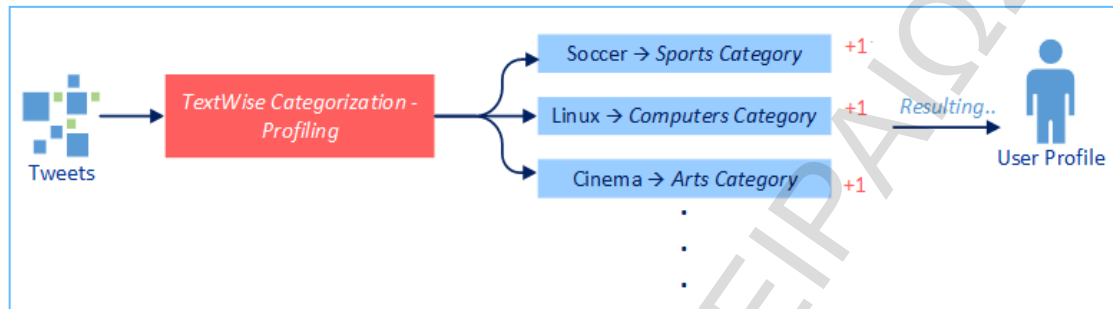 Soccer → Sports Category +1
TextWise Categorization -
Profiling
Linux → Computers Category +1
Resulting..
Tweets
User Profile
Cinema → Arts Category +1
ΕΙΡΑΙΩ